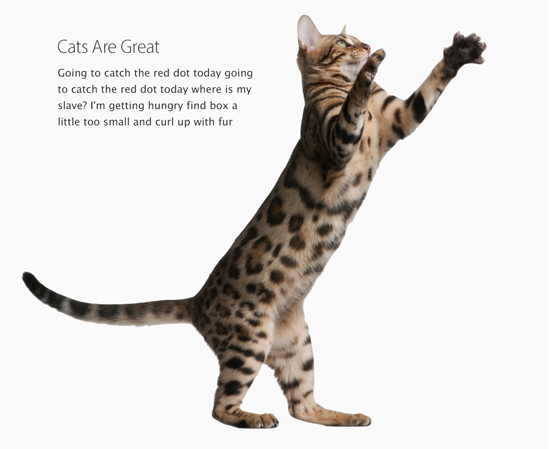 Cats Are Great
Going to catch the red dot today going
to catch the red dot today where is my
slave? I'm getting hungry find box a
little too small and curl up with fur